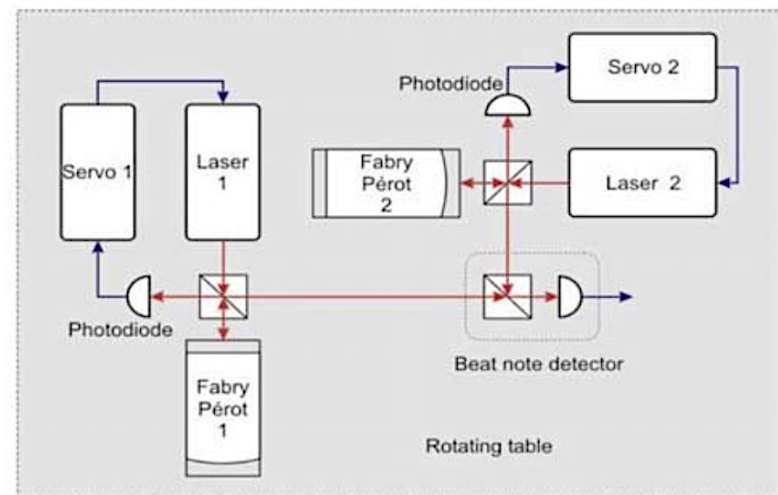 Servo 2
Photodiode
Servo 1
Laser
1
Fabry
Pérot
2
Laser 2
Photodiode
Beat note detector
Fabry
Pérot
1
Rotating table